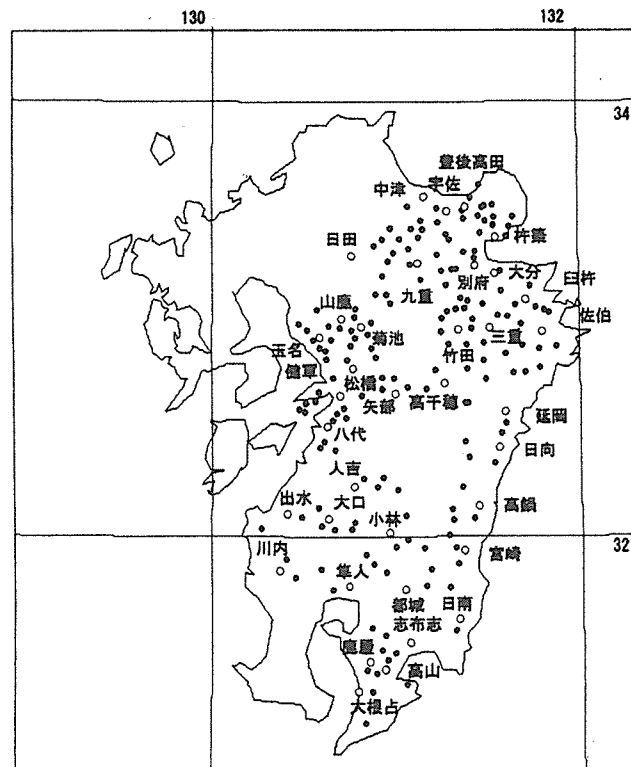 130 132
34
豊後高田
中津 宇佐
日田 杵築
別府 大分 臼杵
山鹿 九重 佐伯
玉名 菊池 竹田 三重
健軍 松橋
矢部 高千穂
延岡
八代 日向
人吉
出水 大口 小林 高鍋
32
川内 隼人 宮崎
都城 日南
志布志
鹿屋 高山
大根占